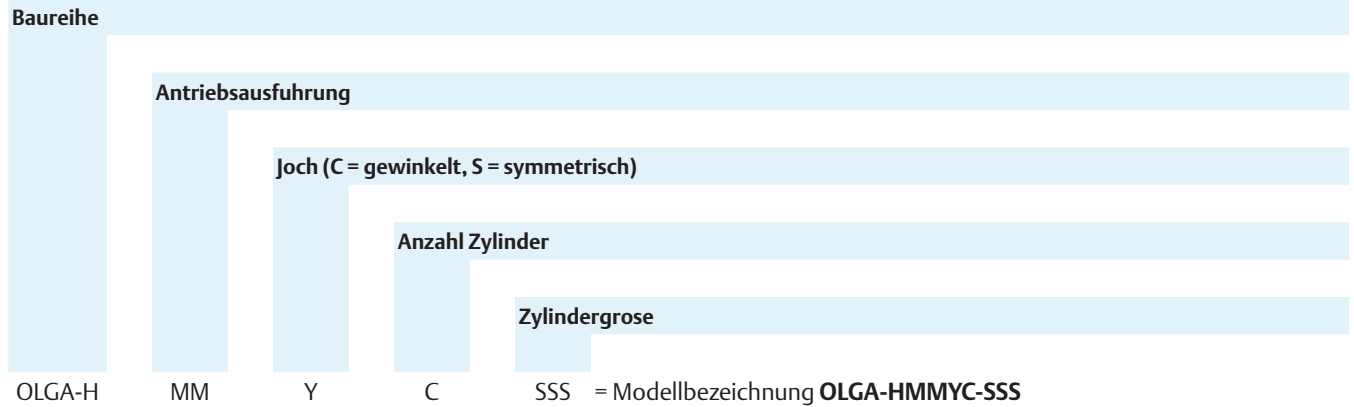 Baureihe
Antriebsausfuhrung
Joch (C = gewinkelt, S = symmetrisch)
Anzahl Zylinder
Zylindergrose
OLGA-H MM Y C SSS = Modellbezeichnung OLGA-HMMYC-SSS